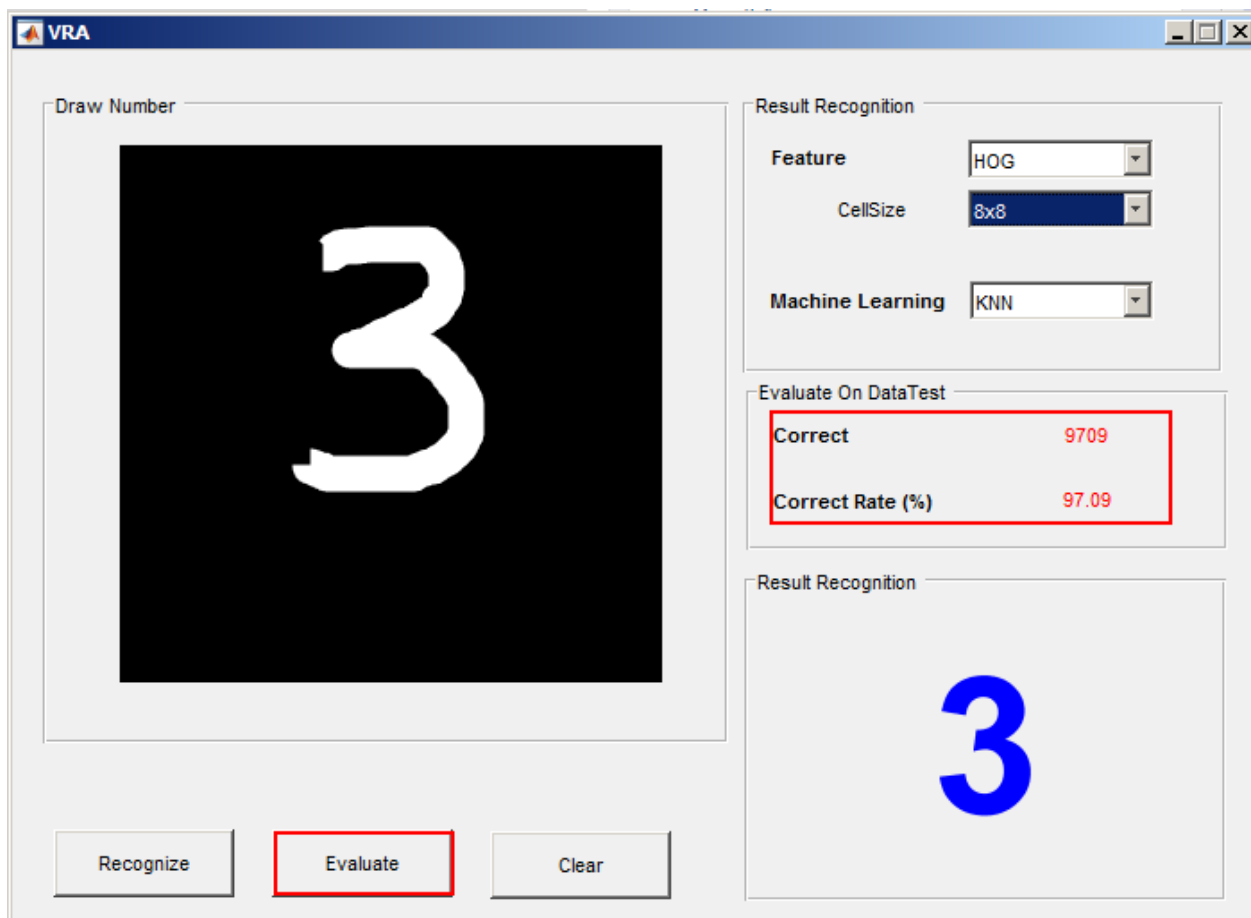 VRA
Draw Number
3
Result Recognition
Feature HOG
CellSize 8x8
Machine Learning KNN
Evaluate On DataTest
Correct 9709
Correct Rate (%) 97.09
Result Recognition
3
Recognize Evaluate Clear